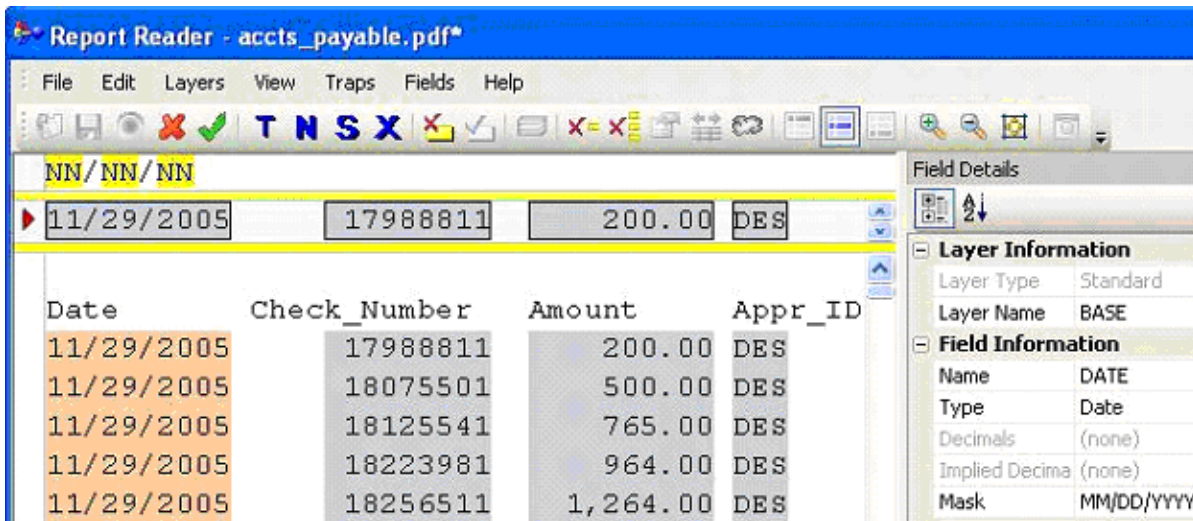 Report Reader - accts_payable.pdf*
File Edit Layers View Traps Fields Help
T N S X
NN/NN/NN
11/29/2005 17988811 200.00 DES
Date Check_Number Amount Appr_ID
11/29/2005 17988811 200.00 DES
11/29/2005 18075501 500.00 DES
11/29/2005 18125541 765.00 DES
11/29/2005 18223981 964.00 DES
11/29/2005 18256511 1,264.00 DES
Field Details
Layer Information
Layer Type Standard
Layer Name BASE
Field Information
Name DATE
Type Date
Decimals (none)
Implied Decima (none)
Mask MM/DD/YYYY